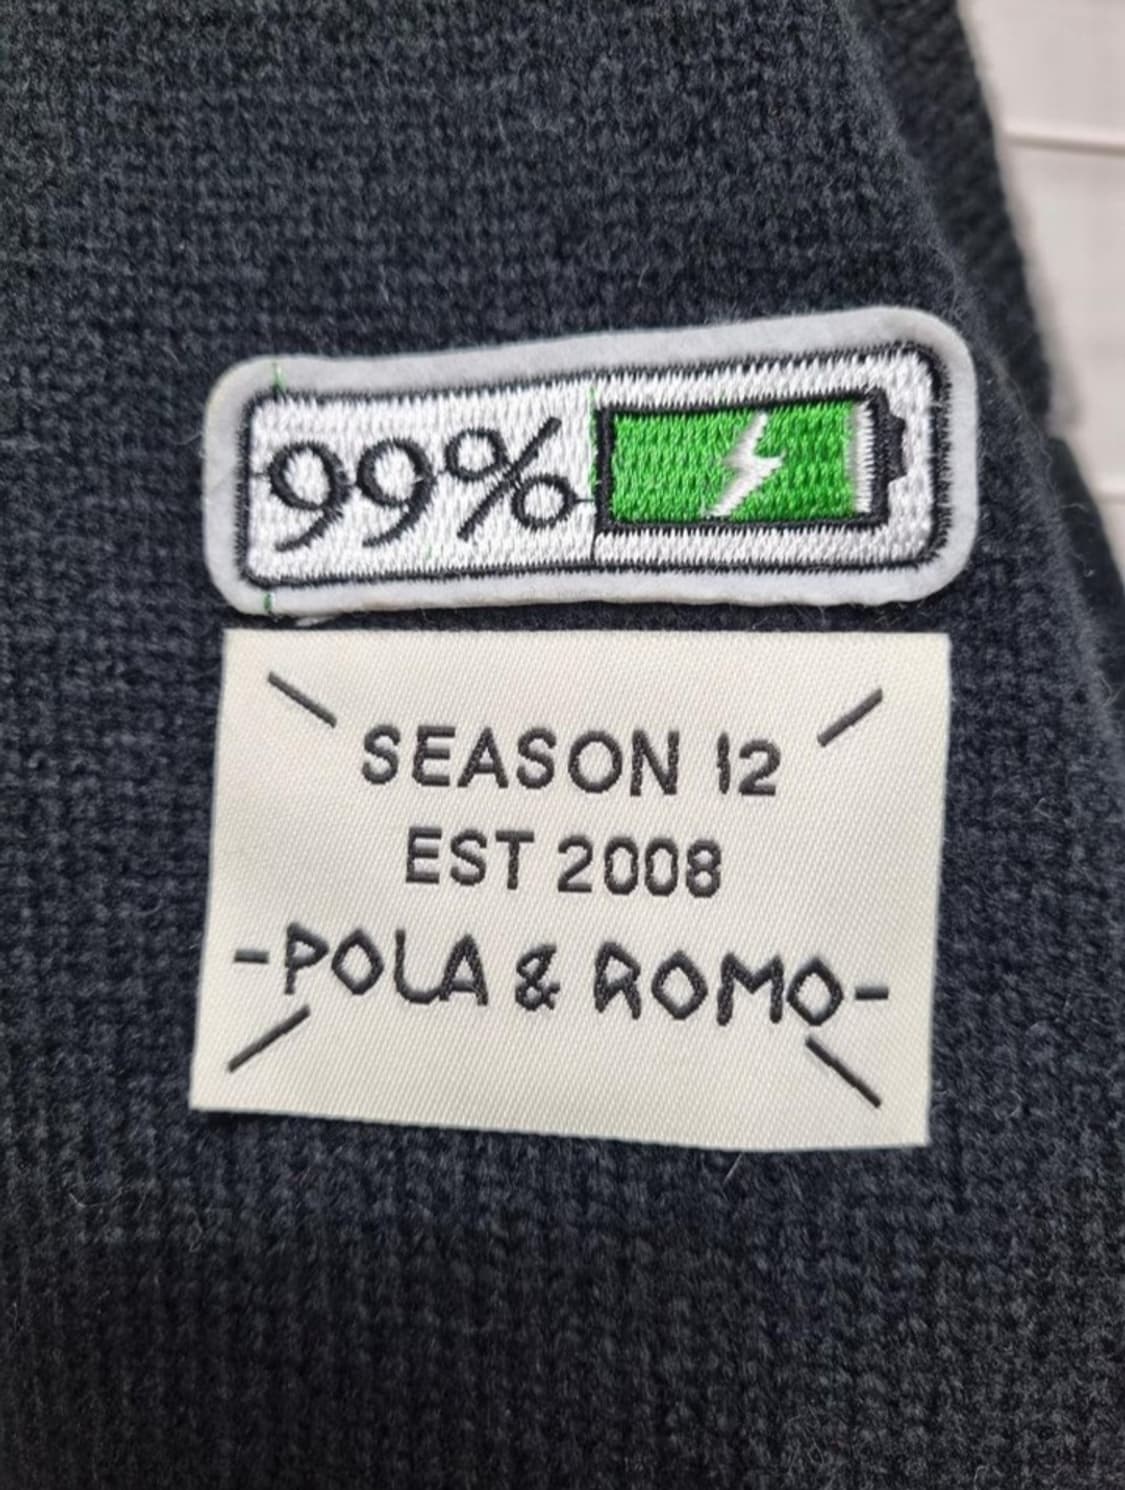 99%
SEASON 12
EST 2008
-POLA & ROMO-